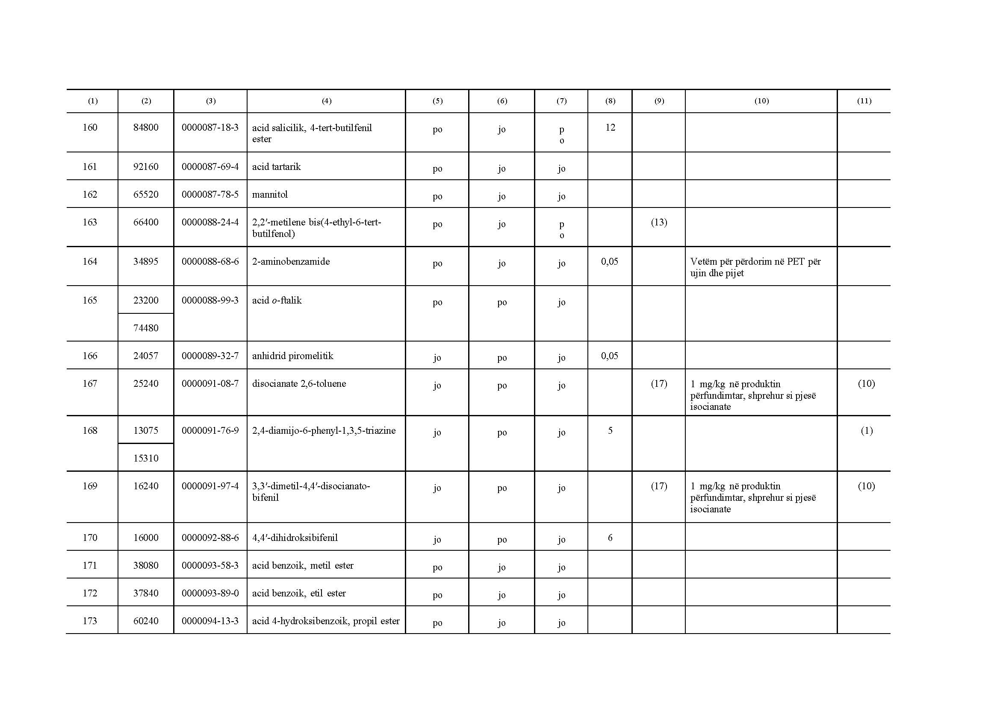 (1) (2) (3) (4) (5) (6) (7) (8) (9) (10) (11)
160 84800 0000087-18-3 acid salicilik, 4-tert-butilfenil po jo p 12
ester o
161 92160 0000087-69-4 acid tartarik po jo jo
162 65520 0000087-78-5 mannitol po jo jo
163 66400 0000088-24-4 2,2′-metilene bis(4-ethyl-6-tert- po jo p (13)
butilfenol) o
164 34895 0000088-68-6 2-aminobenzamide po jo jo 0,05 Vetëm për përdorim në PET për
ujin dhe pijet
165 23200 0000088-99-3 acid o-ftalik po po jo
74480
166 24057 0000089-32-7 anhidrid piromelitik jo po jo 0,05
167 25240 0000091-08-7 disocianate 2,6-toluene jo po jo (17) 1 mg/kg në produktin (10)
përfundimtar, shprehur si pjesë
isocianate
168 13075 0000091-76-9 2,4-diamijo-6-phenyl-1,3,5-triazine jo po jo 5 (1)
15310
169 16240 0000091-97-4 3,3′-dimetil-4,4′-disocianato- jo po jo (17) 1 mg/kg në produktin (10)
bifenil përfundimtar, shprehur si pjesë
isocianate
170 16000 0000092-88-6 4,4′-dihidroksibifenil jo po jo 6
171 38080 0000093-58-3 acid benzoik, metil ester po jo jo
172 37840 0000093-89-0 acid benzoik, etil ester po jo jo
173 60240 0000094-13-3 acid 4-hydroksibenzoik, propil ester po jo jo